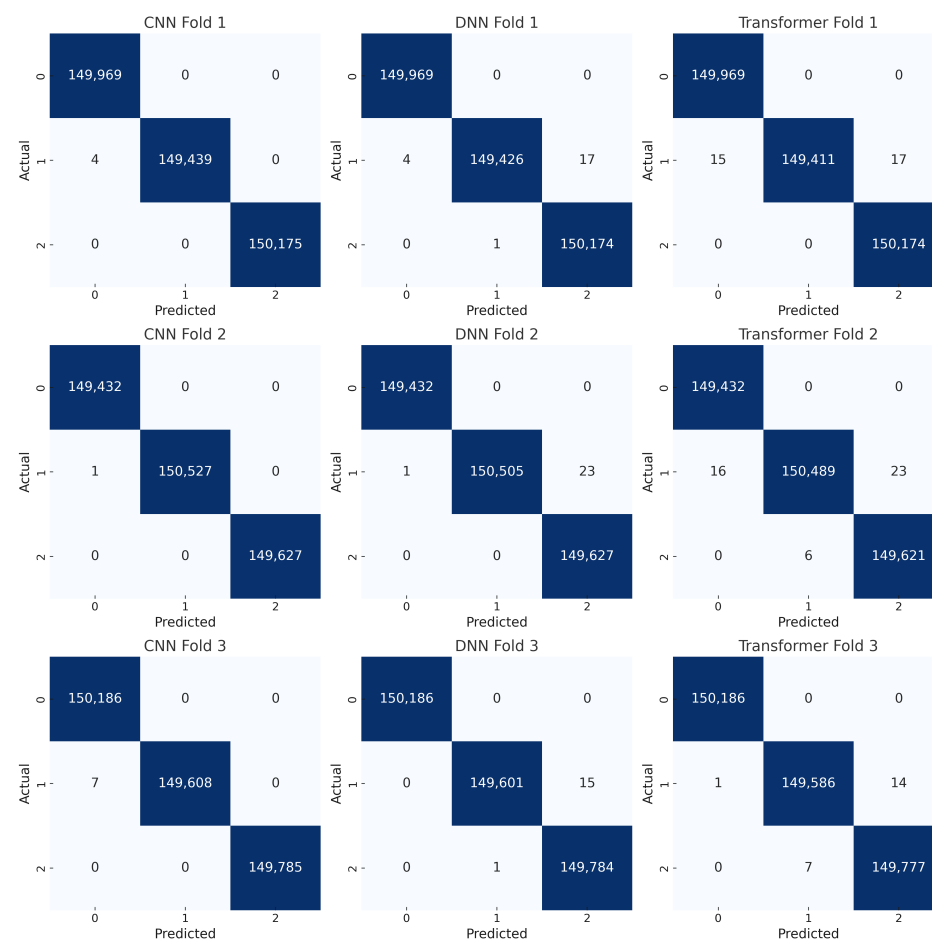 CNN Fold 1 DNN Fold 1 Transformer Fold 1
0 149,969 0 0 149,969 0 0 149,969 0 0
Actual 1 4 149,439 0 Actual 4 149,426 17 Actual 1 15 149,411 17
2 0 0 150,175 0 1 150,174 2 0 0 150,174
0 1 2 0 1 2 0 1
Predicted Predicted Predicted
CNN Fold 2 DNN Fold 2 Transformer Fold 2
0 149,432 0 0 149,432 0 0 0 149,432 0 0
Actual 1 1 150,527 0 Actual 1 1 150,505 23 Actual 1 16 150,489 23
2 0 0 149,627 2 0 0 149,627 2 0 6 149,621
0 1 2 0 1 2 0 1
Predicted Predicted Predicted
CNN Fold 3 DNN Fold 3 Transformer Fold 3
0 150,186 0 0 0 150,186 0 0 0 150,186 0 0
Actual 1 7 149,608 0 Actual 1 0 149,601 15 Actual 1 1 149,586 14
2 0 0 149,785 2 0 1 149,784 2 0 7 149,777
0 1 2 0 1 2 0 1 2
Predicted Predicted Predicted